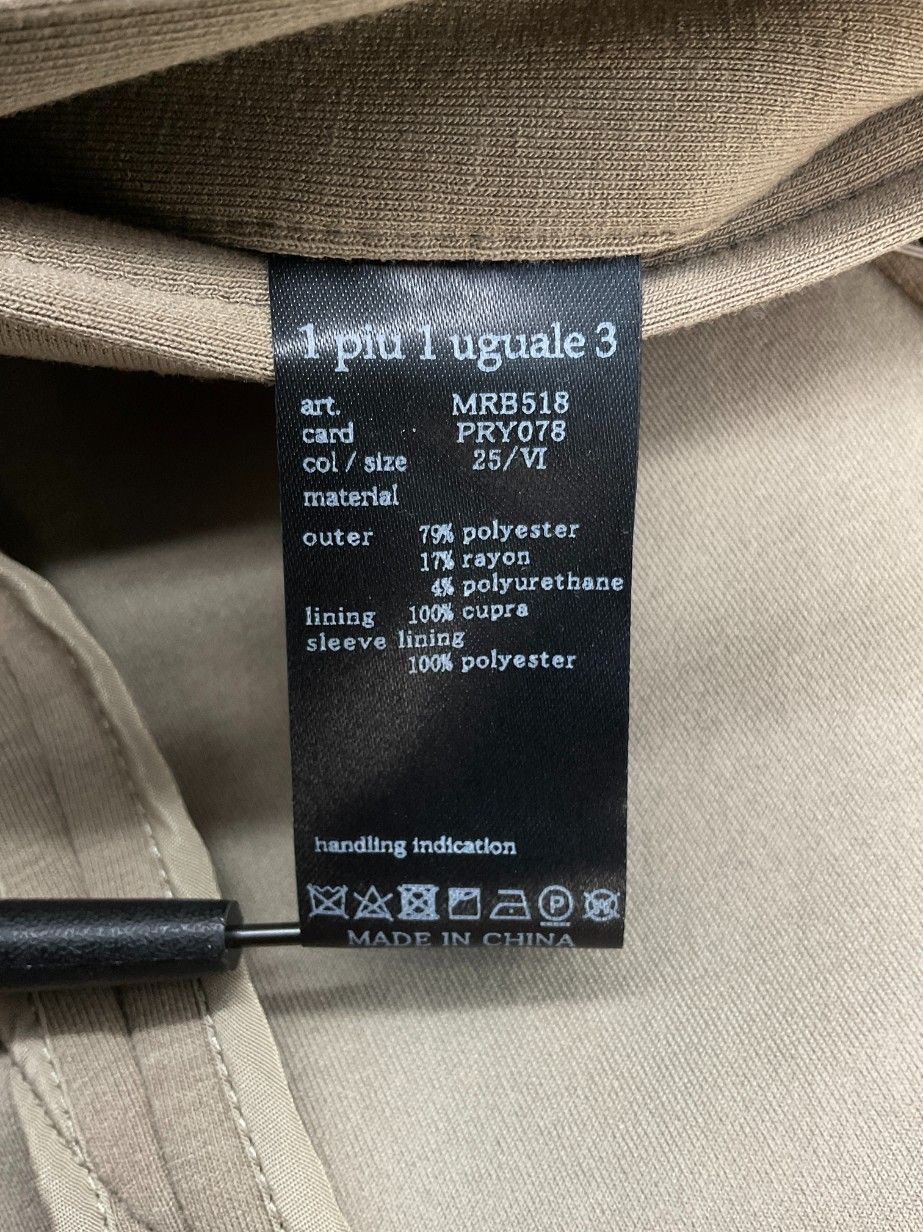 1 piu 1 uguale 3
art. MRB518
card PRY078
col / size 25/VI
material
outer 79% polyester
17% rayon
4% polyurethane
lining 100% cupra
sleeve lining
100% polyester
handling indication
P W
MADE IN CHINA